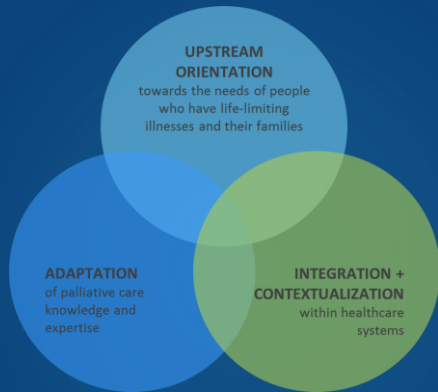 UPSTREAM
ORIENTATION
towards the needs of people
who have life-limiting
illnesses and their families
ADAPTATION
of palliative care
knowledge and
expertise
INTEGRATION +
CONTEXTUALIZATION
within healthcare
systems